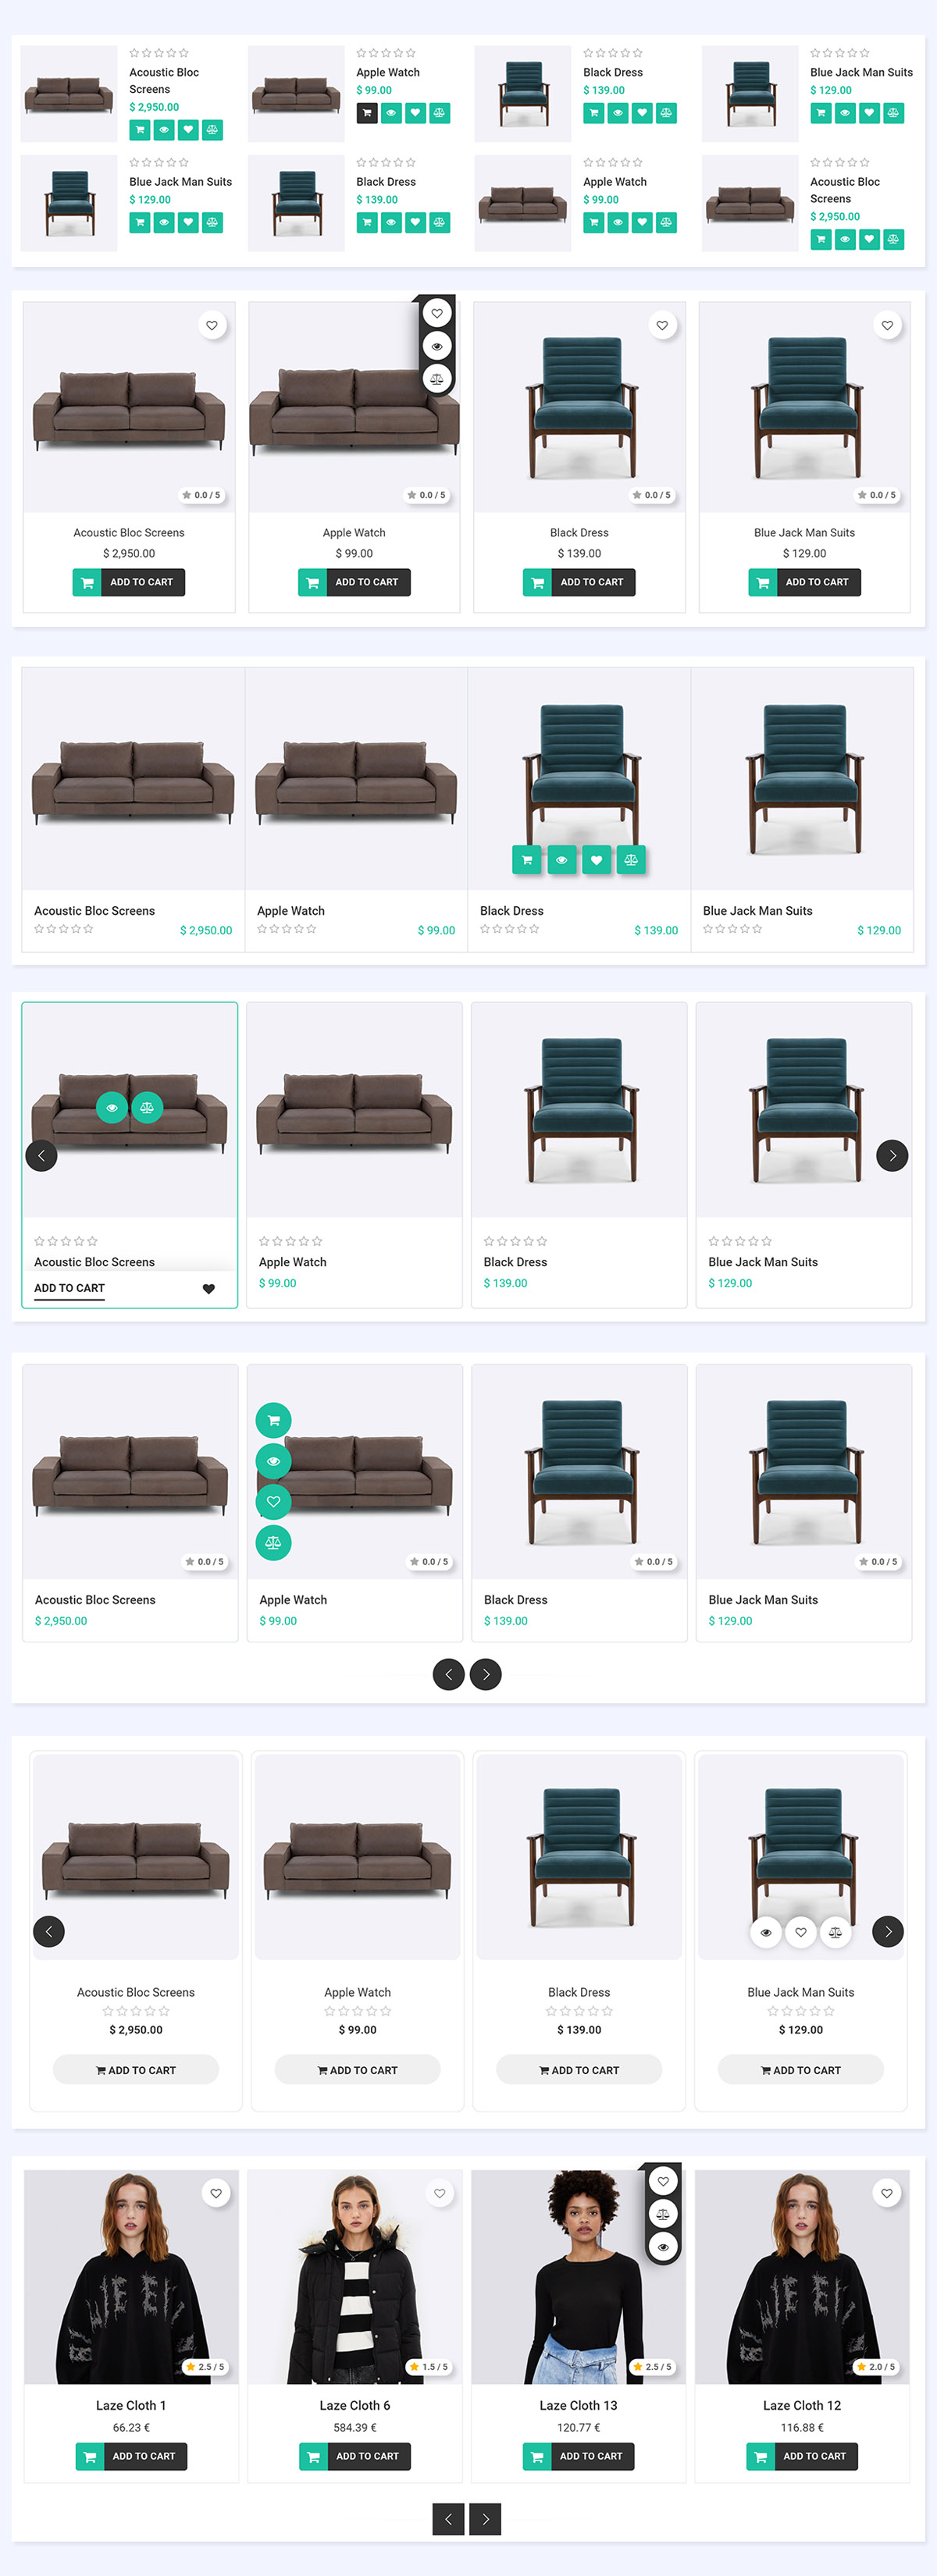 Acoustic Bloc
Screens
$ 2,950.00
Apple Watch
$ 99.00
Black Dress
$ 139.00
Blue Jack Man Suits
$ 129.00
Blue Jack Man Suits
$ 129.00
Black Dress
$ 139.00
Apple Watch
$ 99.00
Acoustic Bloc
Screens
$ 2,950.00
0.0 / 5
0.0 / 5
0.0 / 5
0.0 / 5
Acoustic Bloc Screens
$ 2,950.00
ADD TO CART
Apple Watch
$ 99.00
ADD TO CART
Black Dress
$ 139.00
ADD TO CART
Blue Jack Man Suits
$ 129.00
ADD TO CART
Acoustic Bloc Screens
$ 2,950.00
Apple Watch
$ 99.00
Black Dress
$ 139.00
Blue Jack Man Suits
$ 129.00
Acoustic Bloc Screens
ADD TO CART
Apple Watch
$ 99.00
Black Dress
$ 139.00
Blue Jack Man Suits
$ 129.00
0.0 / 5
0.0 / 5
0.0 / 5
0.0 / 5
Acoustic Bloc Screens
$ 2,950.00
Apple Watch
$ 99.00
Black Dress
$ 139.00
Blue Jack Man Suits
$ 129.00
Acoustic Bloc Screens
$ 2,950.00
ADD TO CART
Apple Watch
$ 99.00
ADD TO CART
Black Dress
$ 139.00
ADD TO CART
Blue Jack Man Suits
$ 129.00
ADD TO CART
2.5 / 5
1.5 / 5
2.5 / 5
2.0 / 5
Laze Cloth 1
66.23 €
ADD TO CART
Laze Cloth 6
584.39 €
ADD TO CART
Laze Cloth 13
120.77 €
ADD TO CART
Laze Cloth 12
116.88 €
ADD TO CART